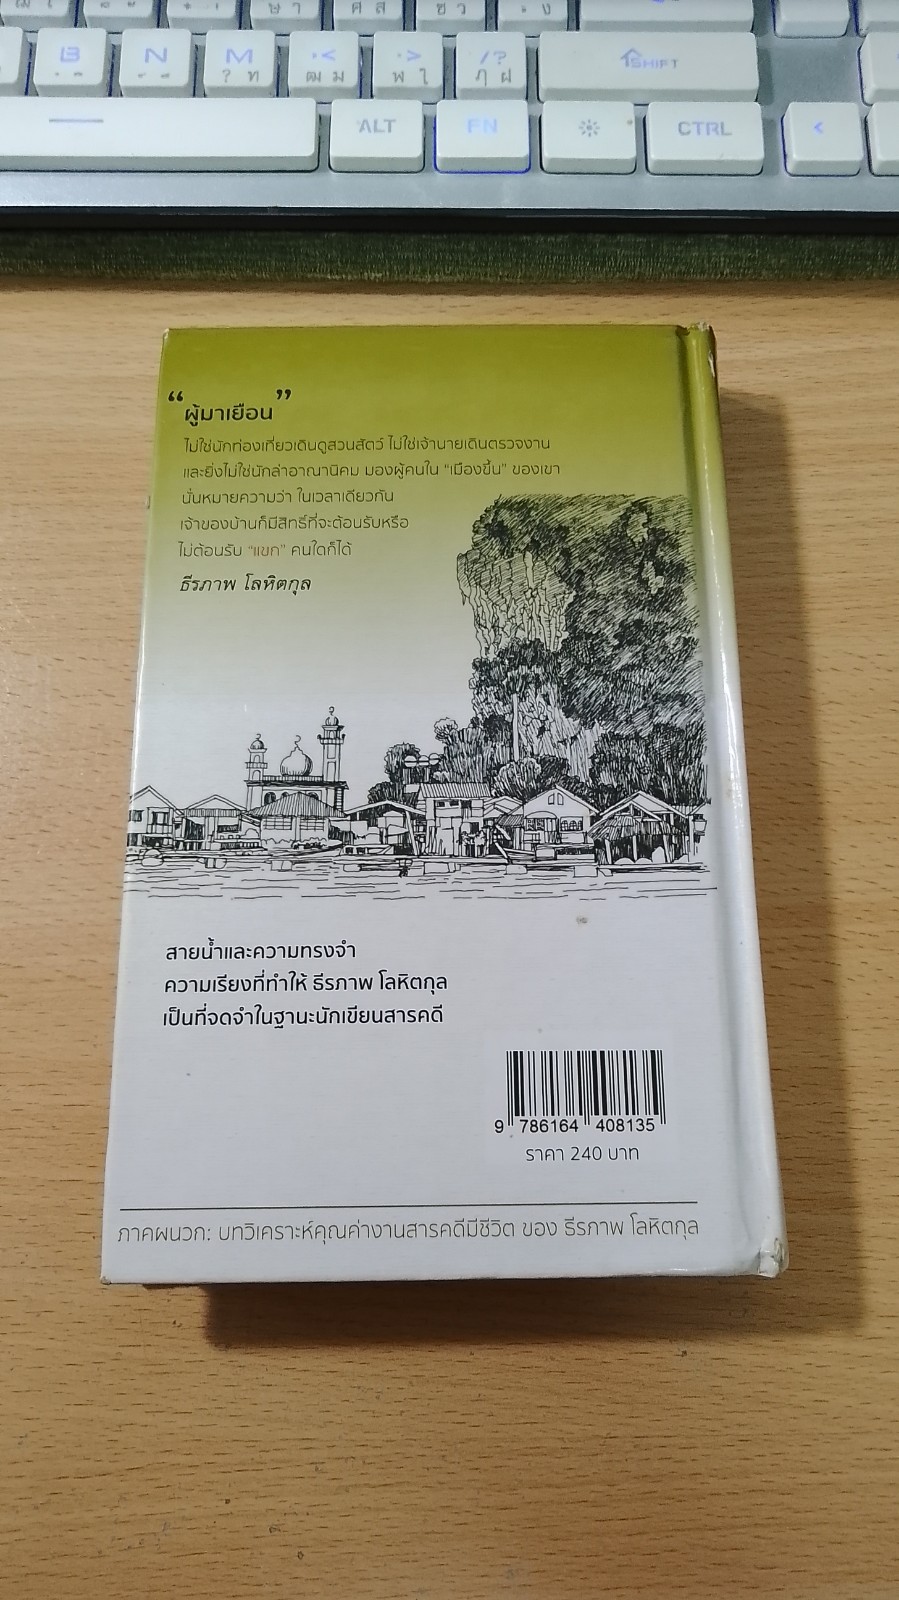 B N M ? ท ฒ ม พ ใ ฦ ฝ SHIFT
ALT FN CTRL
“ผู้มาเยือน”
ไม่ใช่นักท่องเที่ยวเดินดูสวนสัตว์ ไม่ใช่เจ้านายเดินตรวจงาน
และยิ่งไม่ใช่นักล่าอาณานิคม มองผู้คนใน “เมืองขึ้น” ของเขา
นั่นหมายความว่า ในเวลาเดียวกัน
เจ้าของบ้านก็มีสิทธิ์ที่จะต้อนรับหรือ
ไม่ต้อนรับ “แขก” คนใดก็ได้
ธีรภาพ โลหิตกุล
สายน้ำและความทรงจำ
ความเรียงที่ทำให้ ธีรภาพ โลหิตกุล
เป็นที่จดจำในฐานะนักเขียนสารคดี
9 786164 408135
ราคา 240 บาท
ภาคผนวก: บทวิเคราะห์คุณค่างานสารคดีมีชีวิต ของ ธีรภาพ โลหิตกุล